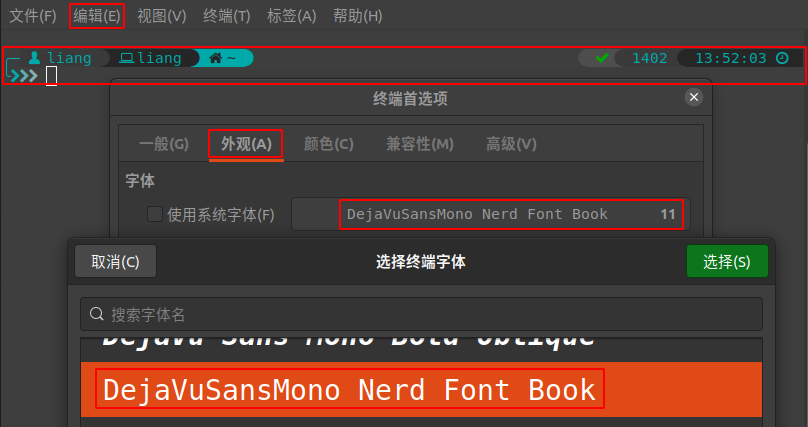 文件(F) 编辑(E) 视图(V) 终端(T) 标签(A) 帮助(H)
liang liang ~ ✔ 1402 13:52:03
❯❯❯
终端首选项
一般(G) 外观(A) 颜色(C) 兼容性(M) 高级(V)
字体
使用系统字体(F) DejaVuSansMono Nerd Font Book 11
取消(C) 选择终端字体 选择(S)
搜索字体名
DejaVu Sans Mono Bold Oblique
DejaVuSansMono Nerd Font Book